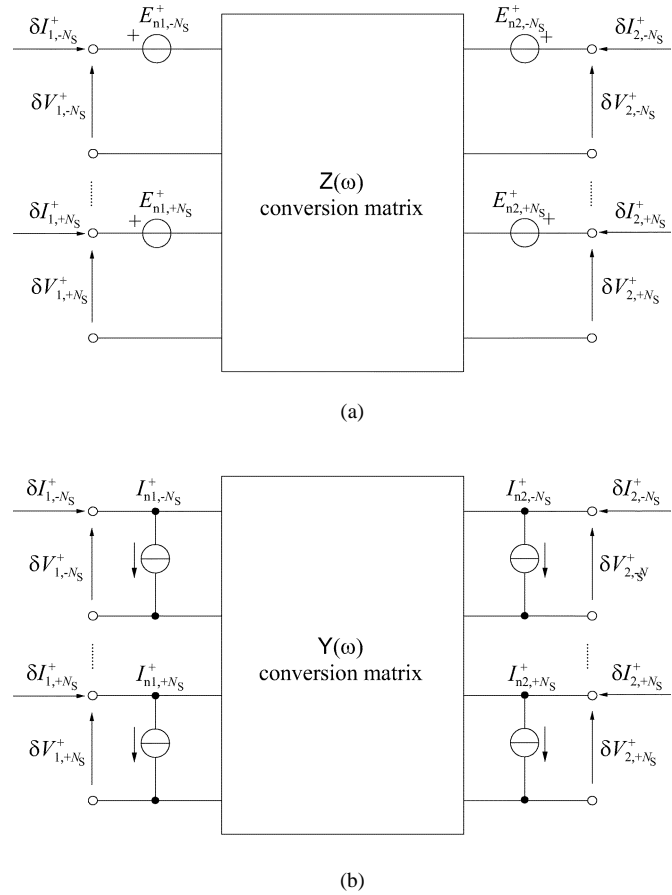 δI⁺1,-NS E⁺n1,-NS E⁺n2,-NS δI⁺2,-NS
+ +
δV⁺1,-NS δV⁺2,-NS
Z(ω)
conversion matrix
δI⁺1,+NS E⁺n1,+NS E⁺n2,+NS δI⁺2,+NS
+ +
δV⁺1,+NS δV⁺2,+NS
(a)
δI⁺1,-NS I⁺n1,-NS I⁺n2,-NS δI⁺2,-NS
δV⁺1,-NS δV⁺2,-NS
Y(ω)
conversion matrix
δI⁺1,+NS I⁺n1,+NS I⁺n2,+NS δI⁺2,+NS
δV⁺1,+NS δV⁺2,+NS
(b)